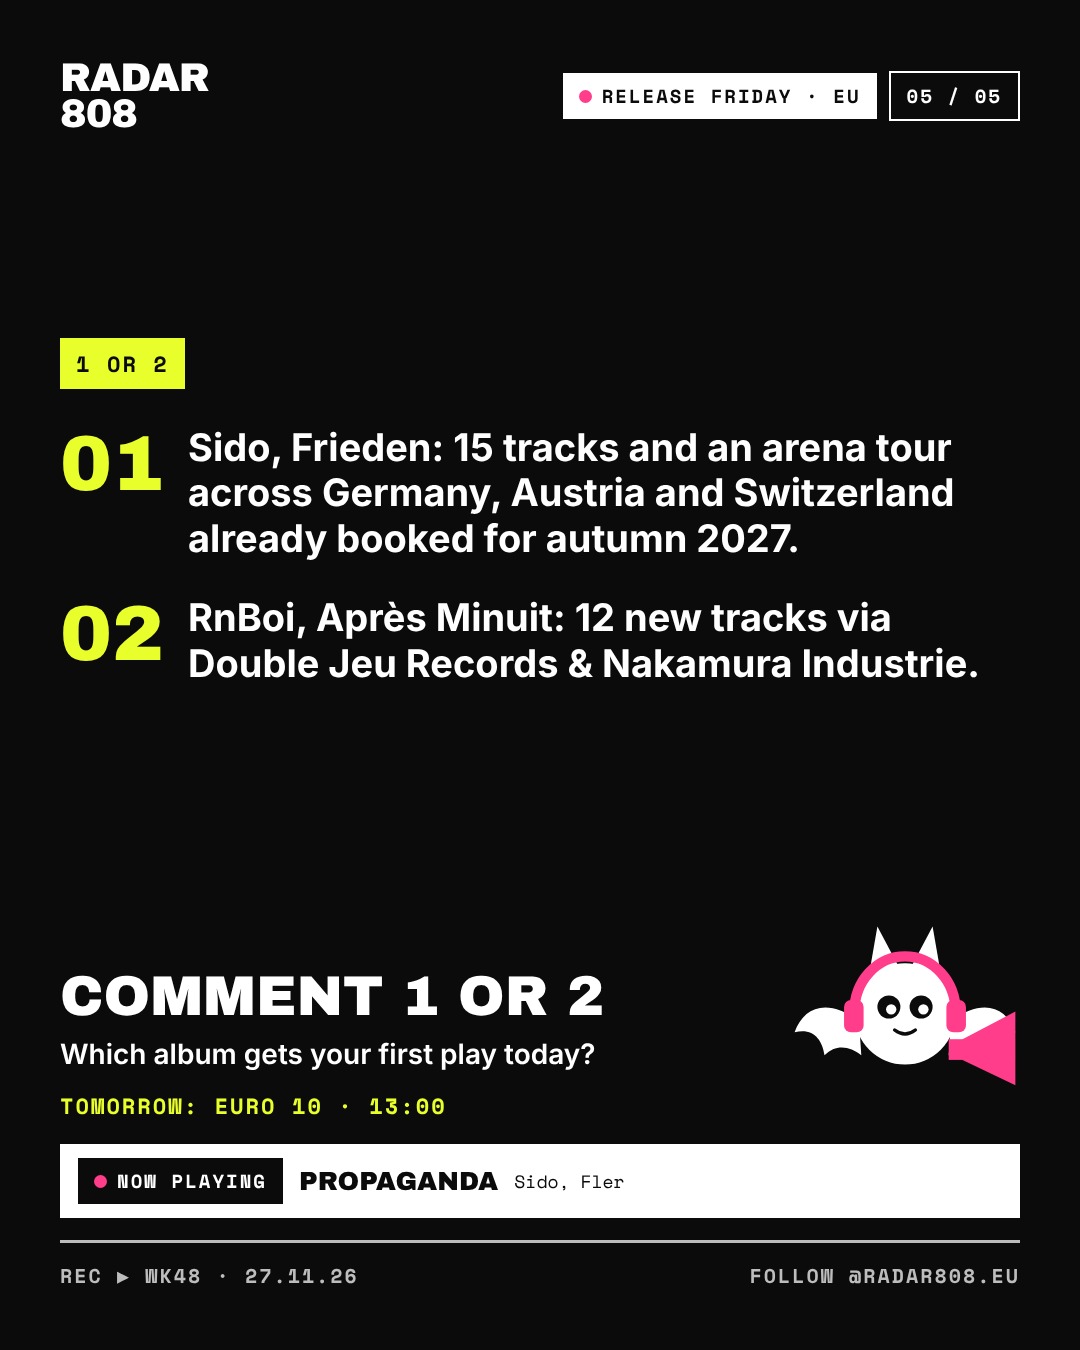 RADAR
808
RELEASE FRIDAY · EU
05 / 05
1 OR 2
01
Sido, Frieden: 15 tracks and an arena tour
across Germany, Austria and Switzerland
already booked for autumn 2027.
02
RnBoi, Après Minuit: 12 new tracks via
Double Jeu Records & Nakamura Industrie.
COMMENT 1 OR 2
Which album gets your first play today?
TOMORROW: EURO 10 · 13:00
NOW PLAYING PROPAGANDA Sido, Fler
REC ▶ WK48 · 27.11.26
FOLLOW @RADAR808.EU